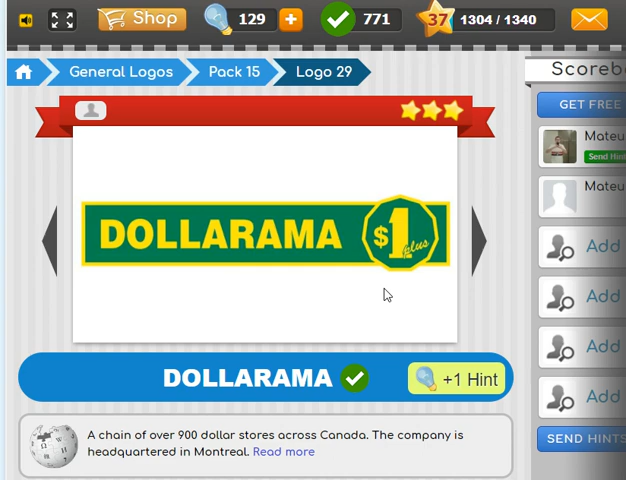 Shop
129
+
771
37
1304 / 1340
General Logos
Pack 15
Logo 29
DOLLARAMA
$1
plus
DOLLARAMA
+1 Hint
A chain of over 900 dollar stores across Canada. The company is
headquartered in Montreal. Read more
Scoreb
GET FREE
Mateu
Send Hint
Mateu
Add
Add
Add
Add
SEND HINTS